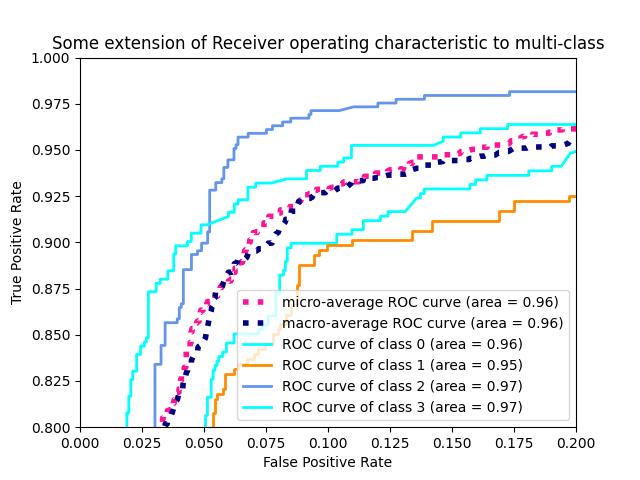 Some extension of Receiver operating characteristic to multi-class
1.000
0.975
0.950
0.925
0.900
0.875
0.850
0.825
0.800
True Positive Rate
micro-average ROC curve (area = 0.96)
macro-average ROC curve (area = 0.96)
ROC curve of class 0 (area = 0.96)
ROC curve of class 1 (area = 0.95)
ROC curve of class 2 (area = 0.97)
ROC curve of class 3 (area = 0.97)
0.000 0.025 0.050 0.075 0.100 0.125 0.150 0.175 0.200
False Positive Rate